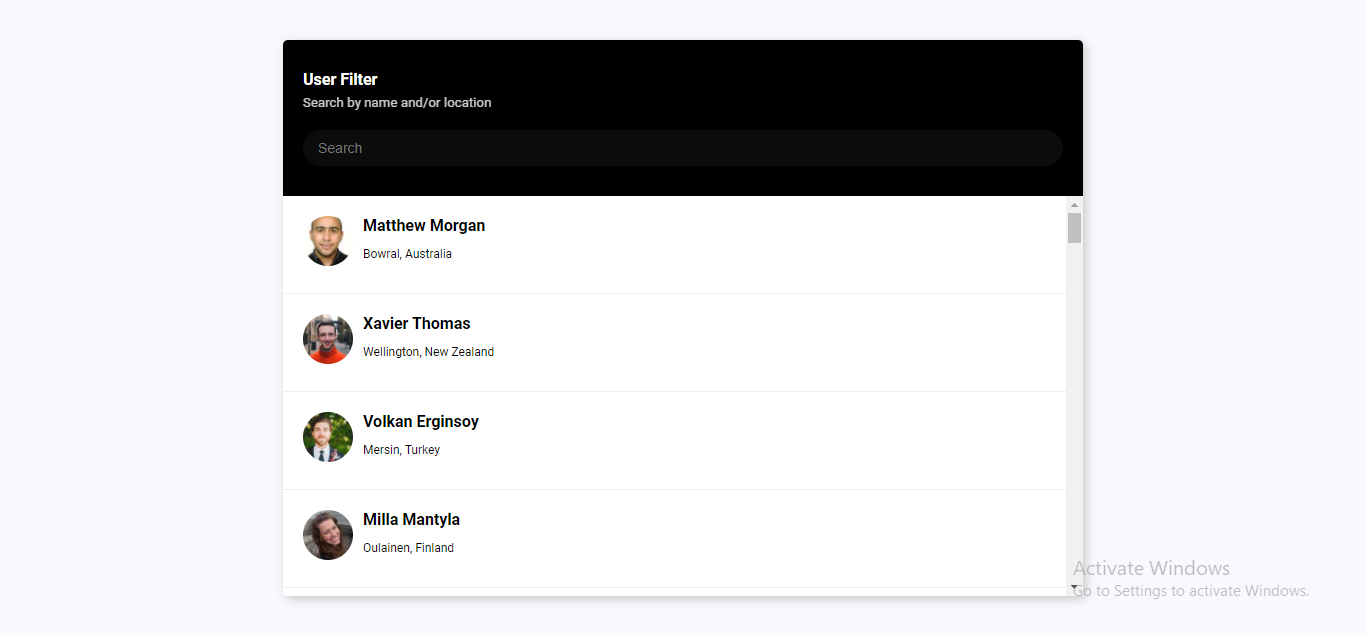 User Filter
Search by name and/or location
Search
Matthew Morgan
Bowral, Australia
Xavier Thomas
Wellington, New Zealand
Volkan Erginsoy
Mersin, Turkey
Milla Mantyla
Oulainen, Finland
Activate Windows
Go to Settings to activate Windows.